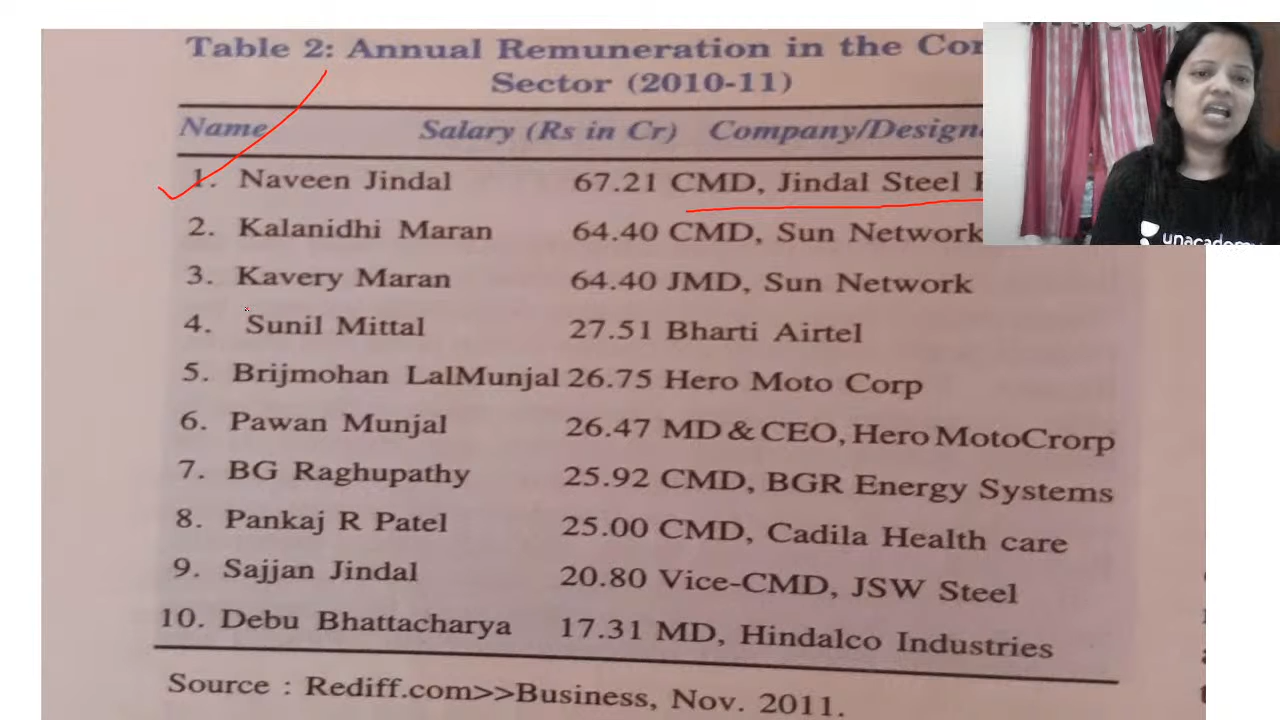 Table 2: Annual Remuneration in the
Sector (2010-11)
Name Salary (Rs in Cr)
1. Naveen Jindal 67.21 CMD, Jindal Steel
2. Kalanidhi Maran 64.40 CMD, Sun Network
3. Kavery Maran 64.40 JMD, Sun Network
4. Sunil Mittal 27.51 Bharti Airtel
5. Brijmohan LalMunjal 26.75 Hero Moto Corp
6. Pawan Munjal 26.47 MD & CEO, Hero MotoCrorp
7. BG Raghupathy 25.92 CMD, BGR Energy Systems
8. Pankaj R Patel 25.00 CMD, Cadila Health care
9. Sajjan Jindal 20.80 Vice-CMD, JSW Steel
10. Debu Bhattacharya 17.31 MD, Hindalco Industries
Source : Rediff.com>>Business, Nov. 2011.
unacademy